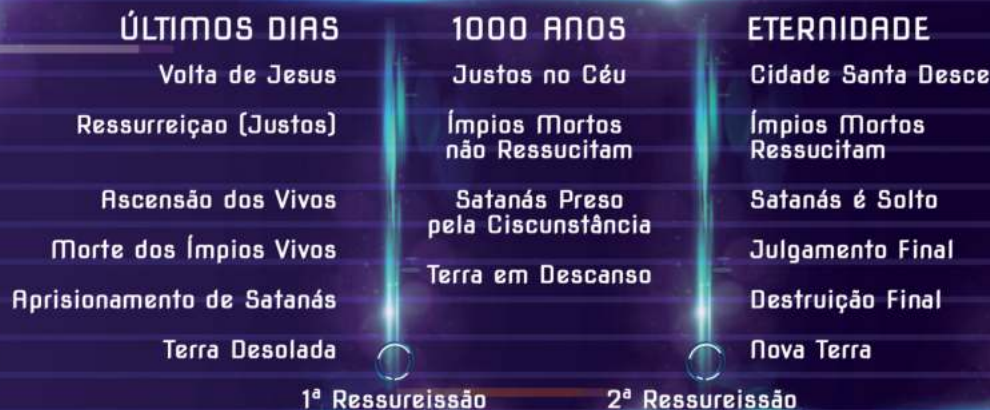 ÚLTIMOS DIAS
Volta de Jesus
Ressurreiçao (Justos)
Ascensão dos Vivos
Morte dos Ímpios Vivos
Aprisionamento de Satanás
Terra Desolada
1000 ANOS
Justos no Céu
Ímpios Mortos
não Ressucitam
Satanás Preso
pela Ciscunstância
Terra em Descanso
ETERNIDADE
Cidade Santa Desce
Ímpios Mortos
Ressucitam
Satanás é Solto
Julgamento Final
Destruição Final
Nova Terra
1ª Ressureissão
2ª Ressureissão